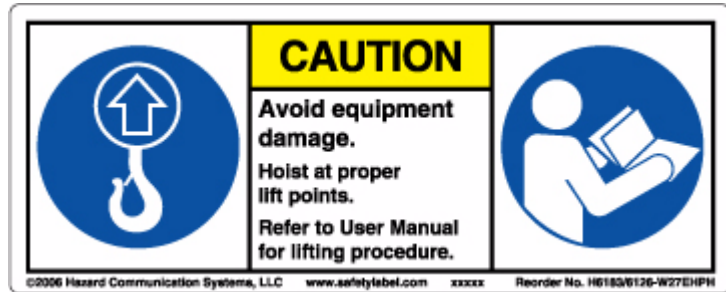 CAUTION
Avoid equipment
damage.
Hoist at proper
lift points.
Refer to User Manual
for lifting procedure.
©2006 Hazard Communication Systems, LLC www.safetylabel.com xxxxx Reorder No. H6183/6126-W27EHPH